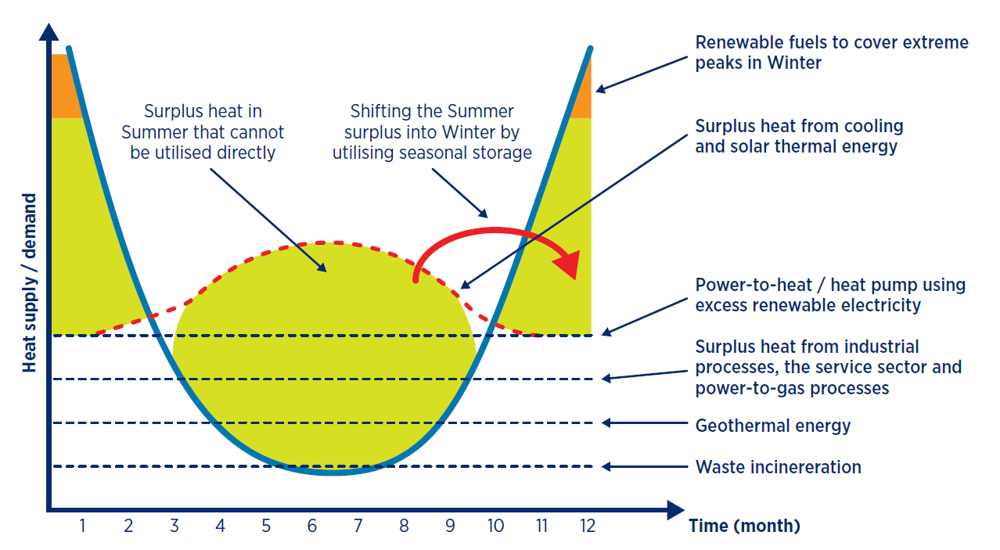 Renewable fuels to cover extreme
peaks in Winter
Surplus heat in
Summer that cannot
be utilised directly
Shifting the Summer
surplus into Winter by
utilising seasonal storage
Surplus heat from cooling
and solar thermal energy
Heat supply / demand
Power-to-heat / heat pump using
excess renewable electricity
Surplus heat from industrial
processes, the service sector and
power-to-gas processes
Geothermal energy
Waste incinereration
1 2 3 4 5 6 7 8 9 10 11 12
Time (month)